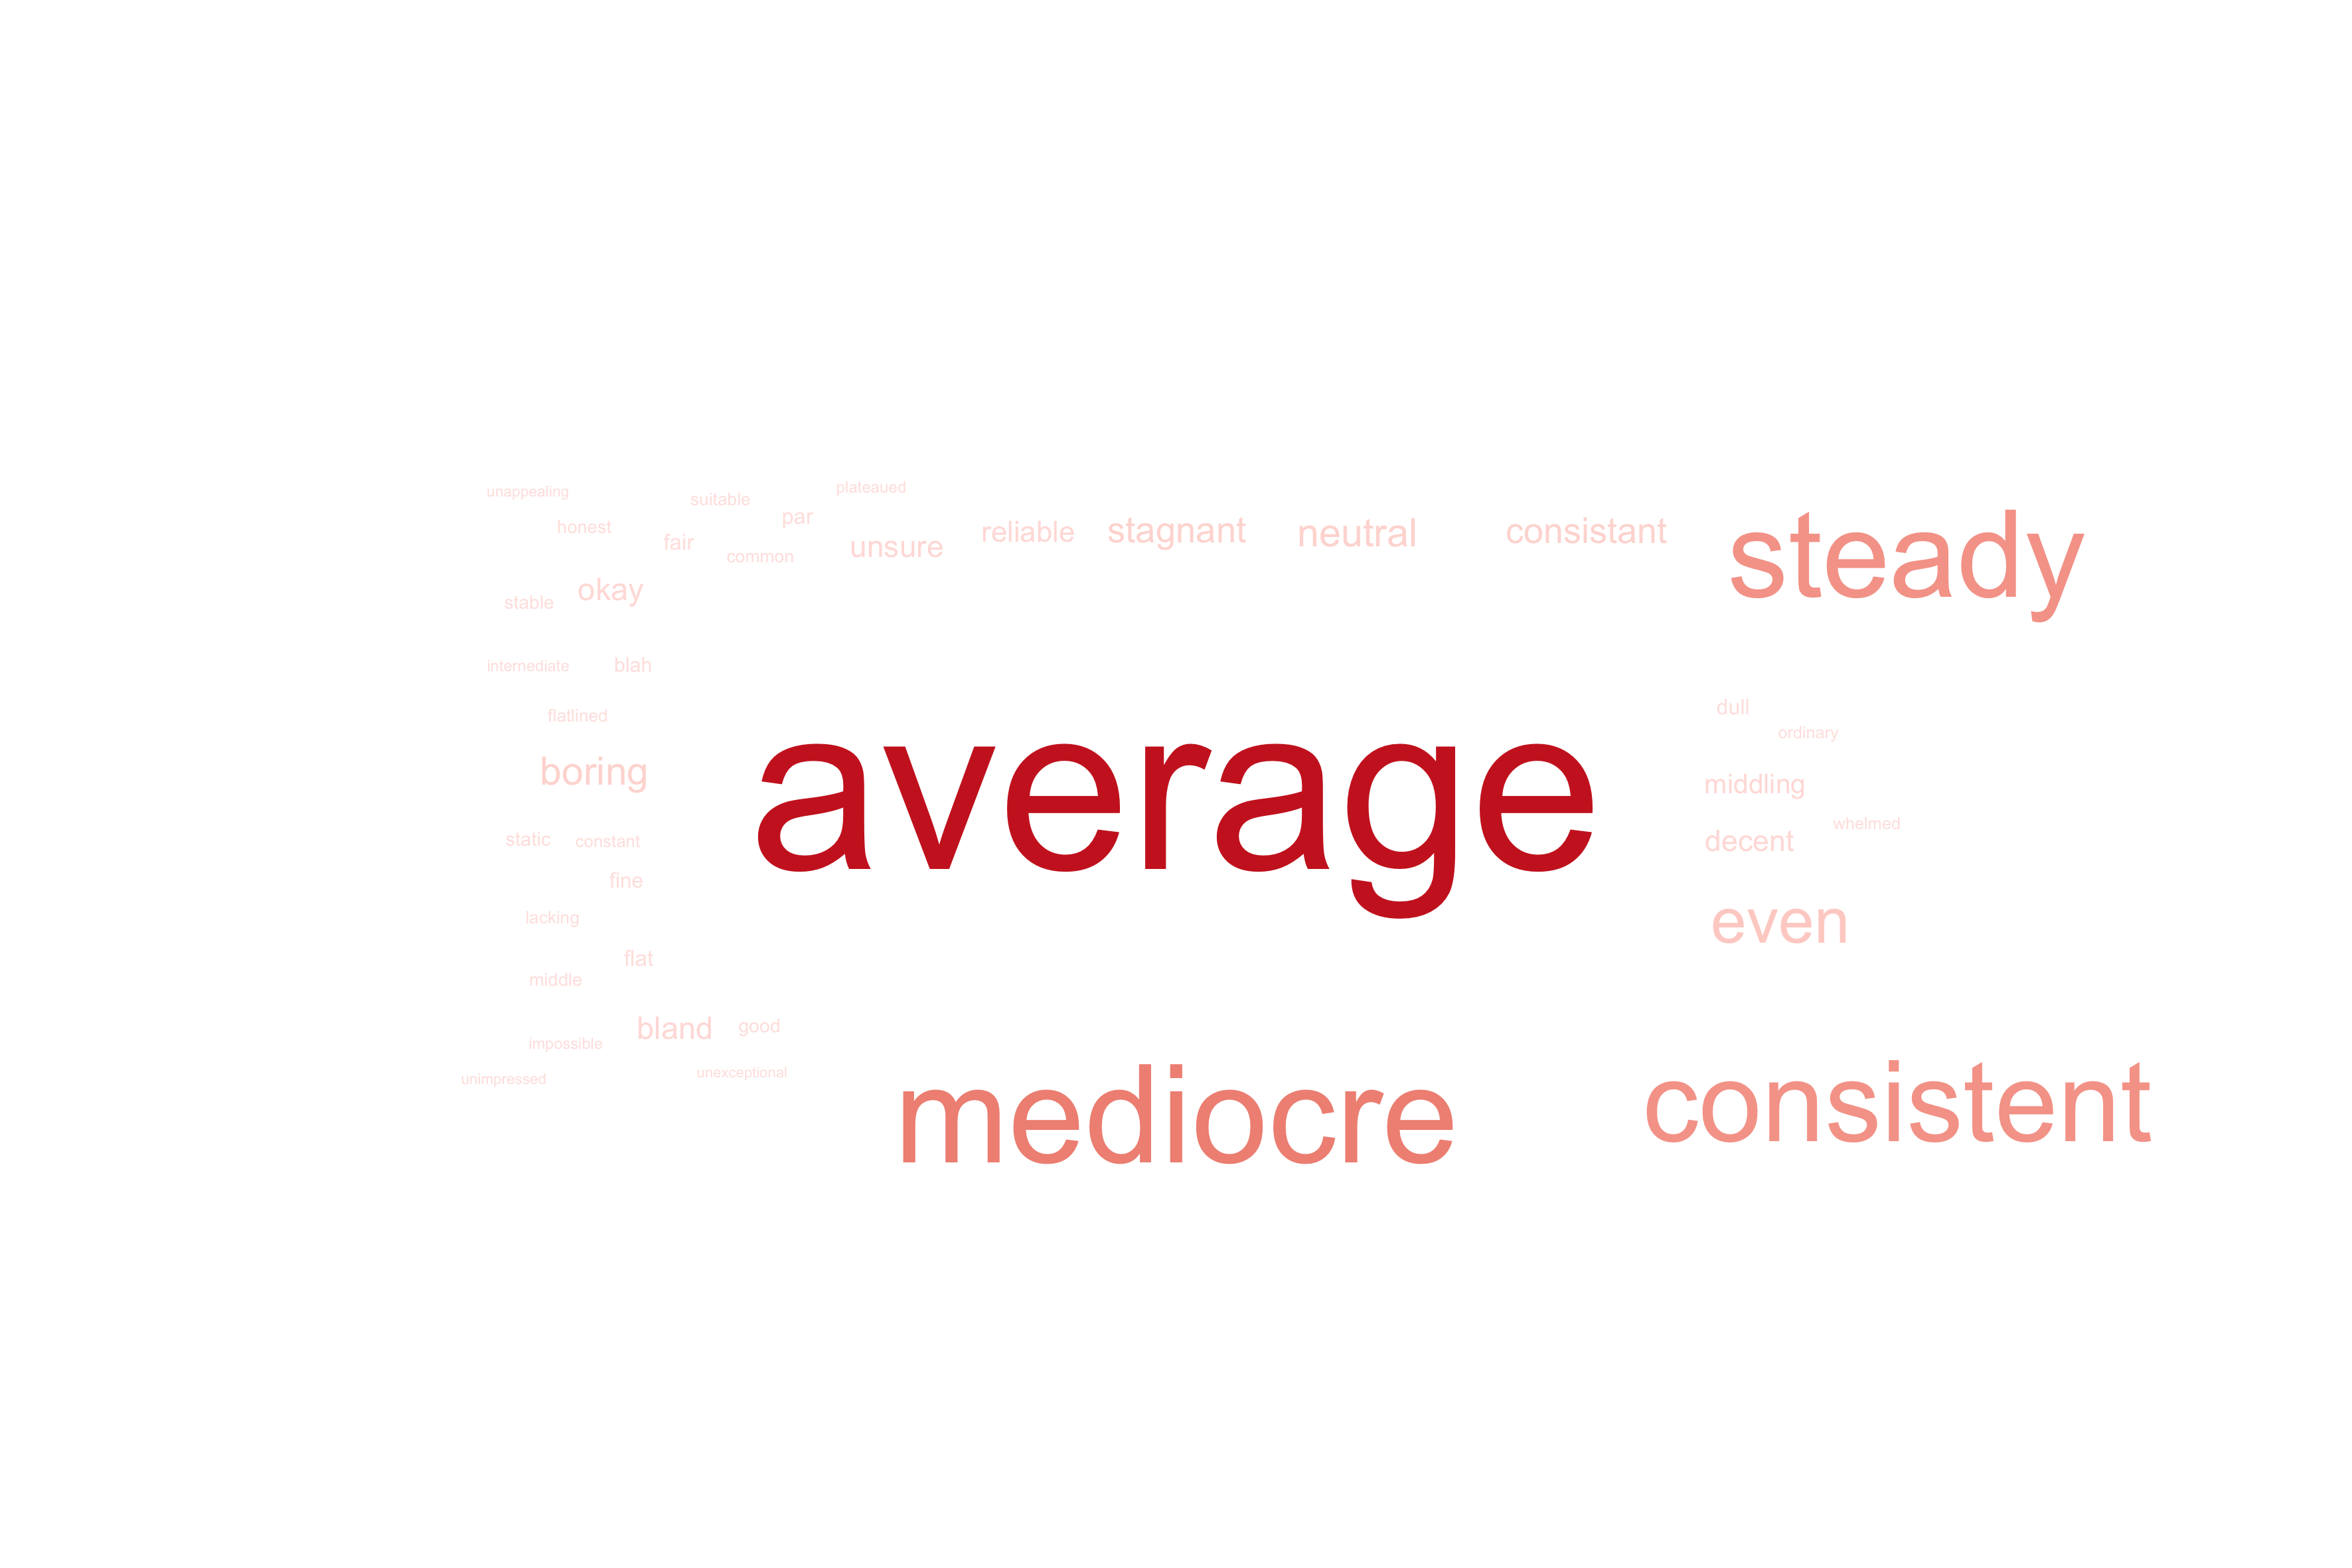 plateaued
unappealing
suitable
par
honest
steady
stagnant
neutral
consistant
reliable
fair
unsure
common
okay
stable
internediate
blah
dull
flatlined
ordinary
boring
average
middling
whelmed
static
constant
decent
fine
lacking
even
flat
middle
good
bland
impossible
unexceptional
unimpressed
mediocre
consistent